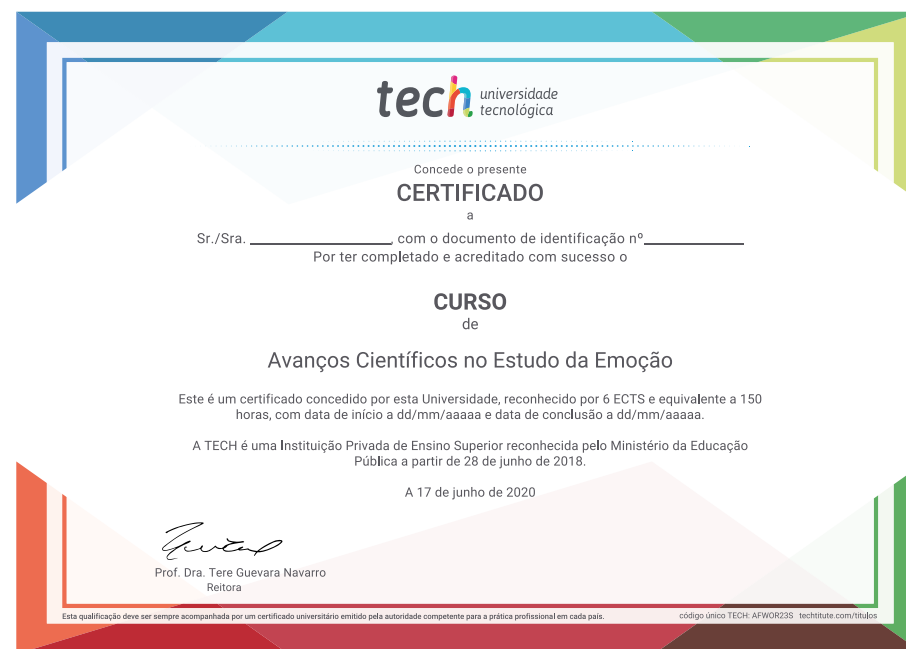 tech universidade
tecnológica
Concede o presente
CERTIFICADO
a
Sr./Sra. ____________________, com o documento de identificação nº______________
Por ter completado e acreditado com sucesso o
CURSO
de
Avanços Científicos no Estudo da Emoção
Este é um certificado concedido por esta Universidade, reconhecido por 6 ECTS e equivalente a 150
horas, com data de início a dd/mm/aaaaa e data de conclusão a dd/mm/aaaaa.
A TECH é uma Instituição Privada de Ensino Superior reconhecida pelo Ministério da Educação
Pública a partir de 28 de junho de 2018.
A 17 de junho de 2020
Prof. Dra. Tere Guevara Navarro
Reitora
Esta qualificação deve ser sempre acompanhada por um certificado universitário emitido pela autoridade competente para a prática profissional em cada país.
código único TECH: AFWOR23S techtitute.com/titulos